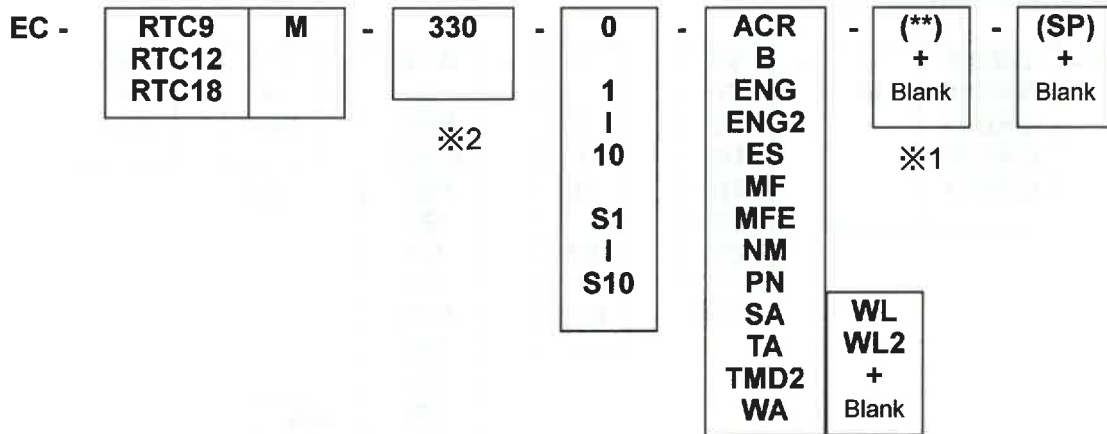 EC - RTC9 M - 330 - 0 - ACR - (**) - (SP)
RTC12 B + +
RTC18 1 ENG Blank Blank
※2 I ENG2 ※1
10 ES
MF
S1 MFE
I NM
S10 PN
SA WL
TA WL2
TMD2 +
WA Blank